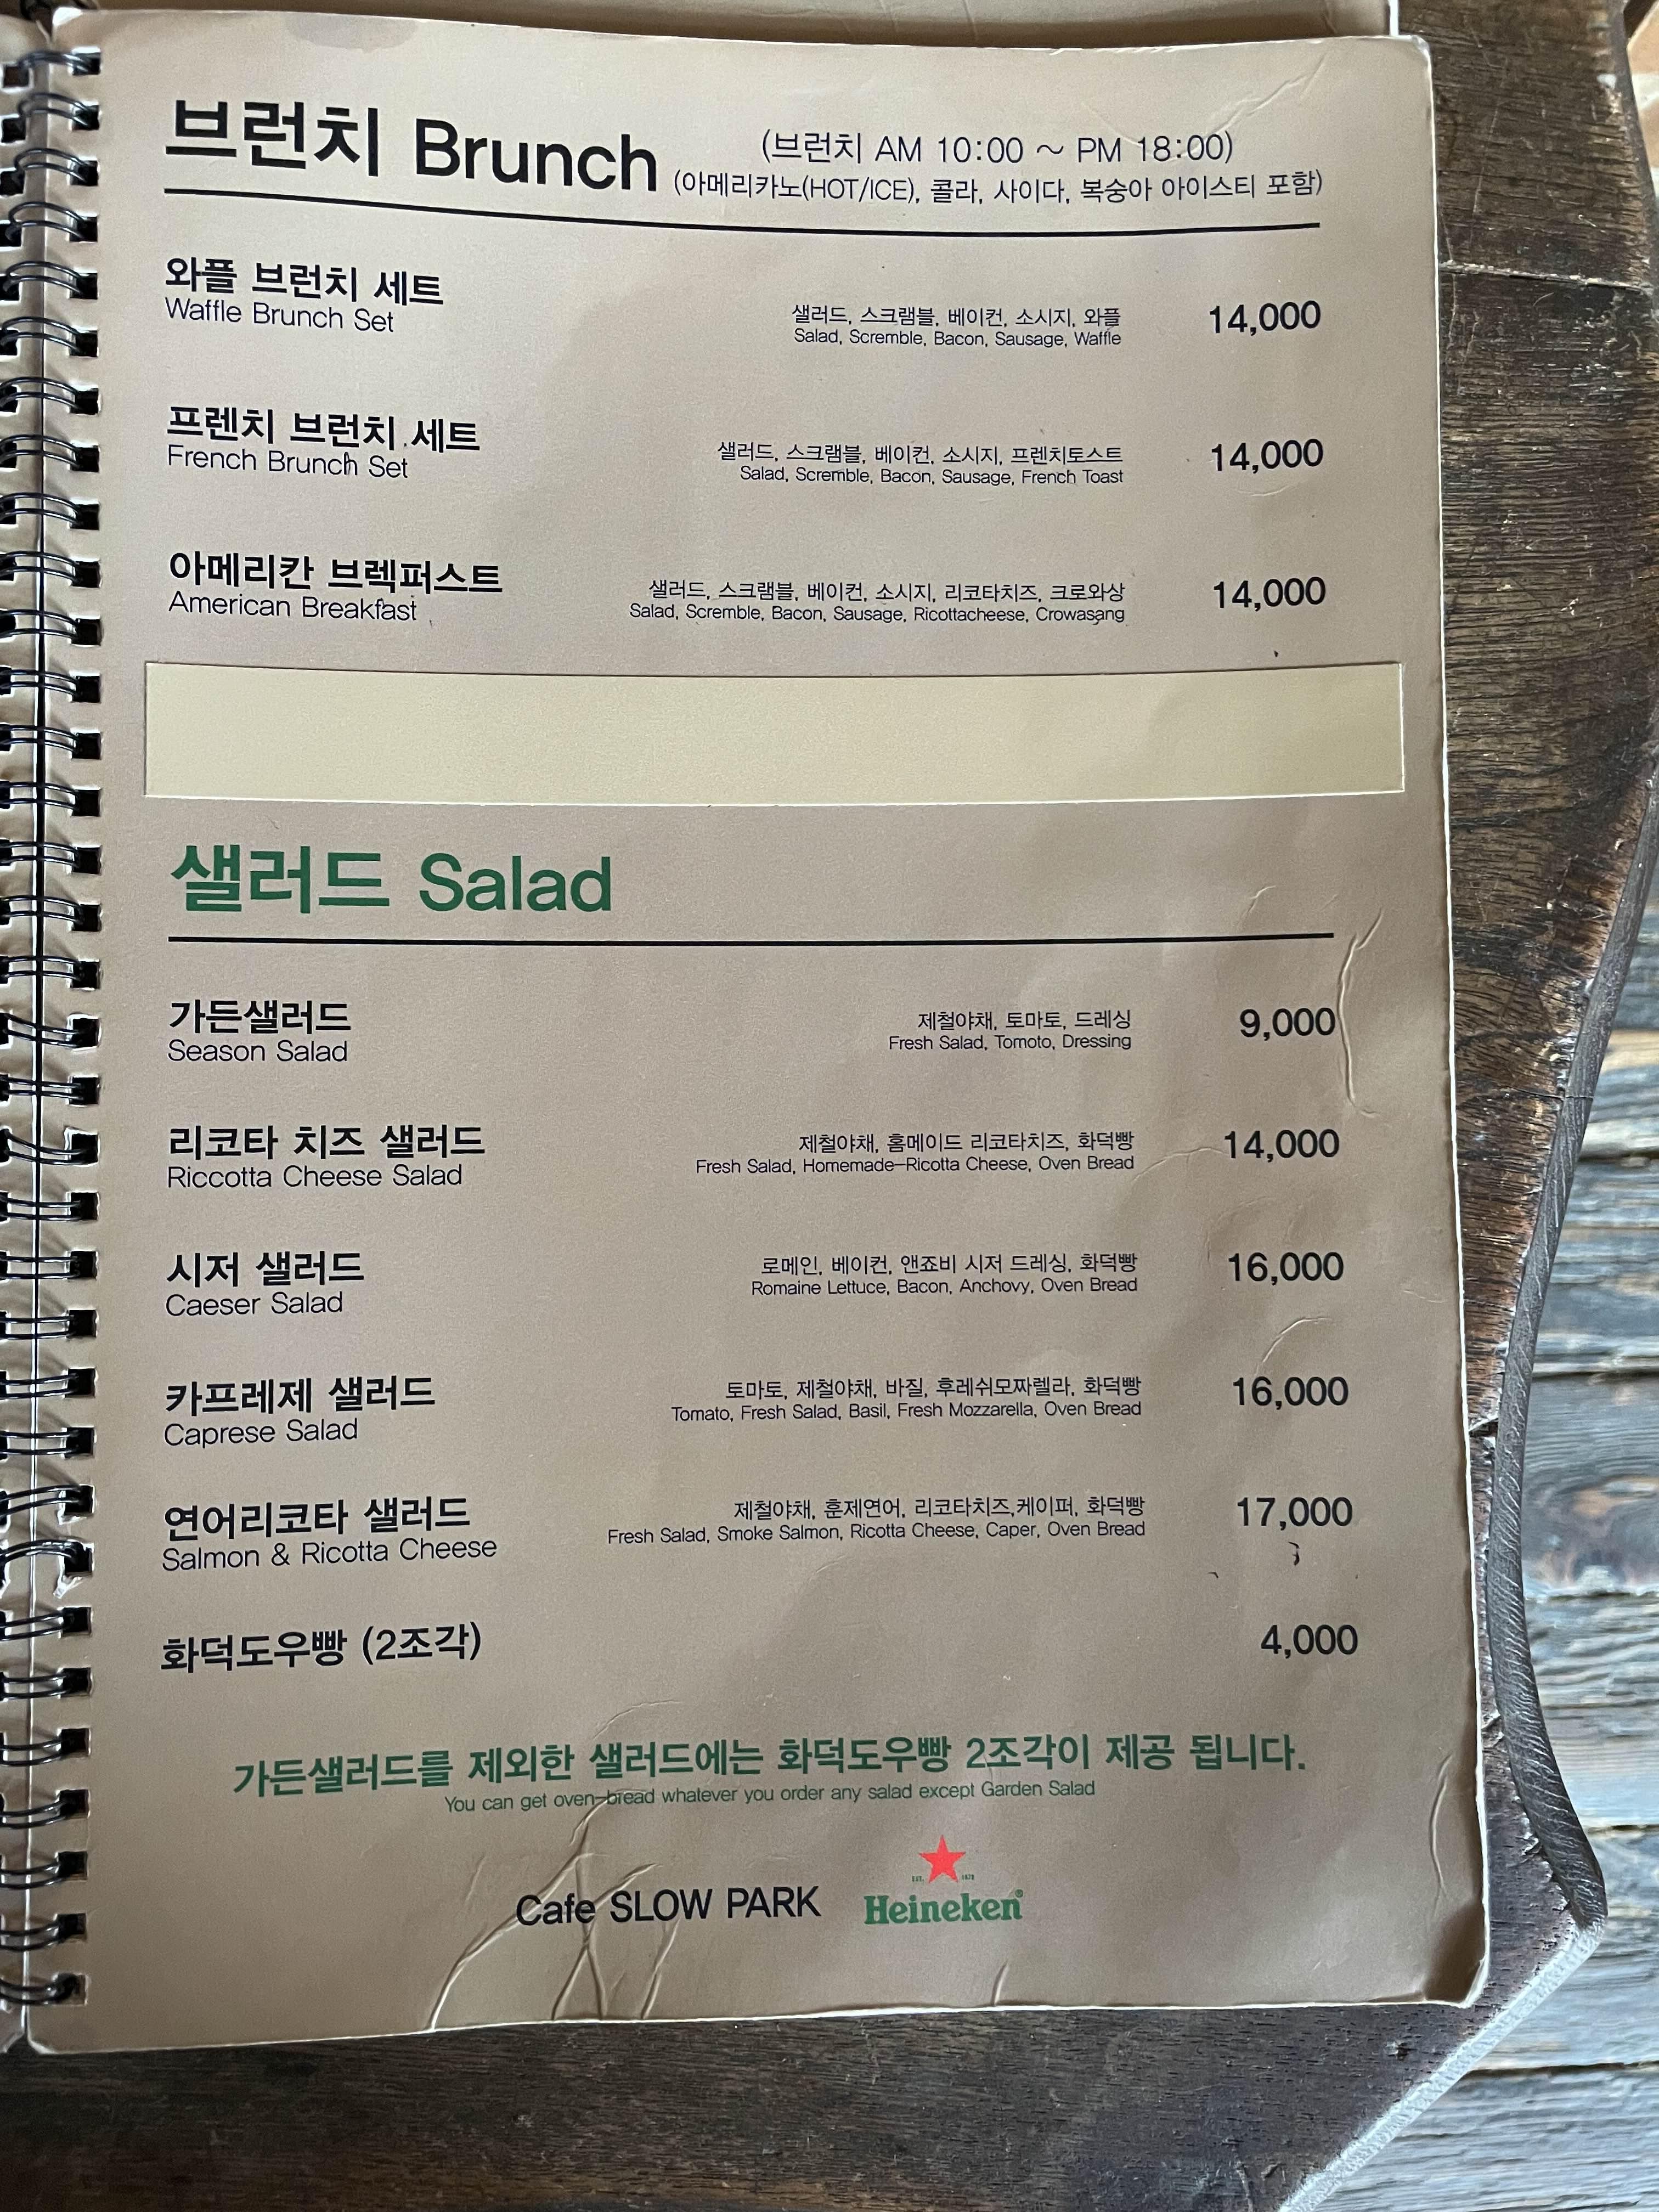 브런치 Brunch
(브런치 AM 10:00 ~ PM 18:00)
(아메리카노(HOT/ICE), 콜라, 사이다, 복숭아 아이스티 포함)
와플 브런치 세트
Waffle Brunch Set
샐러드, 스크램블, 베이컨, 소시지, 와플
Salad, Scremble, Bacon, Sausage, Waffle
14,000
프렌치 브런치 세트
French Brunch Set
샐러드, 스크램블, 베이컨, 소시지, 프렌치토스트
Salad, Scremble, Bacon, Sausage, French Toast
14,000
아메리칸 브렉퍼스트
American Breakfast
샐러드, 스크램블, 베이컨, 소시지, 리코타치즈, 크로와상
Salad, Scremble, Bacon, Sausage, Ricottacheese, Crowasang
14,000
샐러드 Salad
가든샐러드
Season Salad
제철야채, 토마토, 드레싱
Fresh Salad, Tomoto, Dressing
9,000
리코타 치즈 샐러드
Riccotta Cheese Salad
제철야채, 홈메이드 리코타치즈, 화덕빵
Fresh Salad, Homemade-Ricotta Cheese, Oven Bread
14,000
시저 샐러드
Caeser Salad
로메인, 베이컨, 앤죠비 시저 드레싱, 화덕빵
Romaine Lettuce, Bacon, Anchovy, Oven Bread
16,000
카프레제 샐러드
Caprese Salad
토마토, 제철야채, 바질, 후레쉬모짜렐라, 화덕빵
Tomato, Fresh Salad, Basil, Fresh Mozzarella, Oven Bread
16,000
연어리코타 샐러드
Salmon & Ricotta Cheese
제철야채, 훈제연어, 리코타치즈,케이퍼, 화덕빵
Fresh Salad, Smoke Salmon, Ricotta Cheese, Caper, Oven Bread
17,000
화덕도우빵 (2조각)
4,000
가든샐러드를 제외한 샐러드에는 화덕도우빵 2조각이 제공 됩니다.
You can get oven-bread whatever you order any salad except Garden Salad
Cafe SLOW PARK
EST. 1873
Heineken®